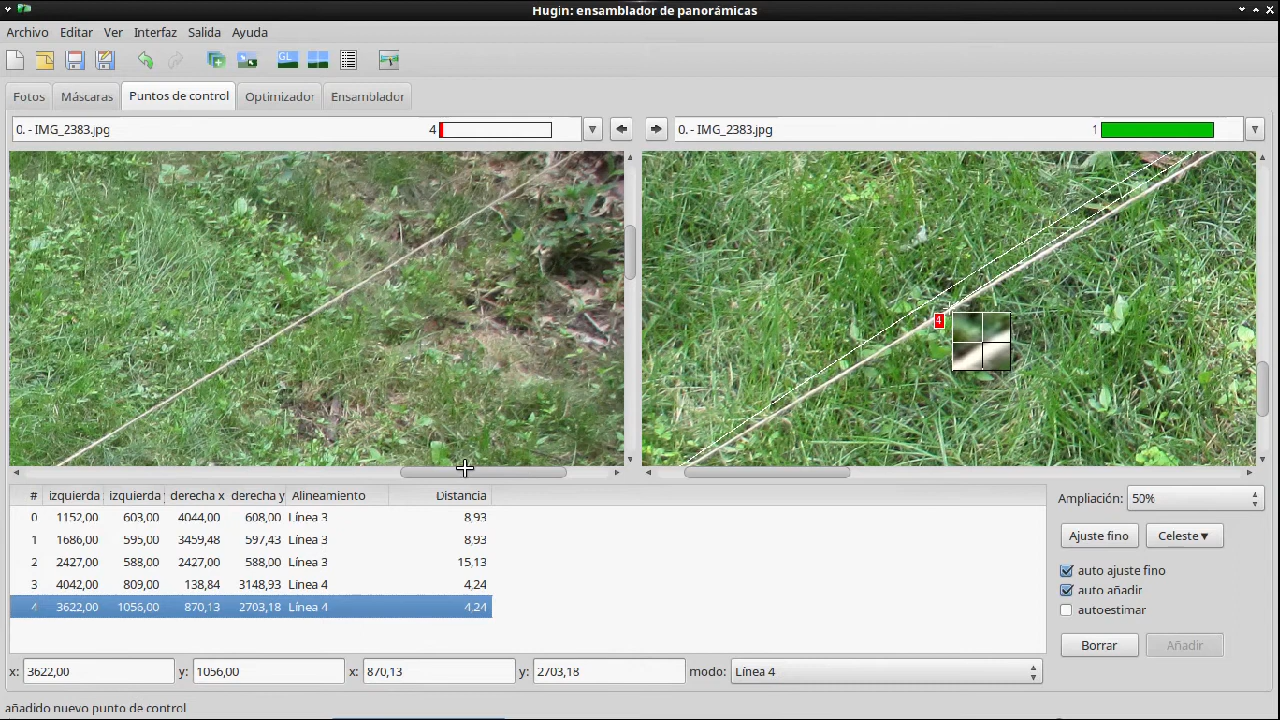 Hugin: ensamblador de panorámicas
Archivo Editar Ver Interfaz Salida Ayuda
GL
Fotos Máscaras Puntos de control Optimizador Ensamblador
0. - IMG_2383.jpg 4 0. - IMG_2383.jpg 1
4
# izquierda izquierda derecha x derecha y Alineamiento Distancia
0 1152,00 603,00 4044,00 608,00 Línea 3 8,93
1 1686,00 595,00 3459,48 597,43 Línea 3 8,93
2 2427,00 588,00 2427,00 588,00 Línea 3 15,13
3 4042,00 809,00 138,84 3148,93 Línea 4 4,24
4 3622,00 1056,00 870,13 2703,18 Línea 4 4,24
Ampliación: 50%
Ajuste fino Celeste
auto ajuste fino
auto añadir
autoestimar
Borrar Añadir
x: 3622,00 y: 1056,00 x: 870,13 y: 2703,18 modo: Línea 4
añadido nuevo punto de control